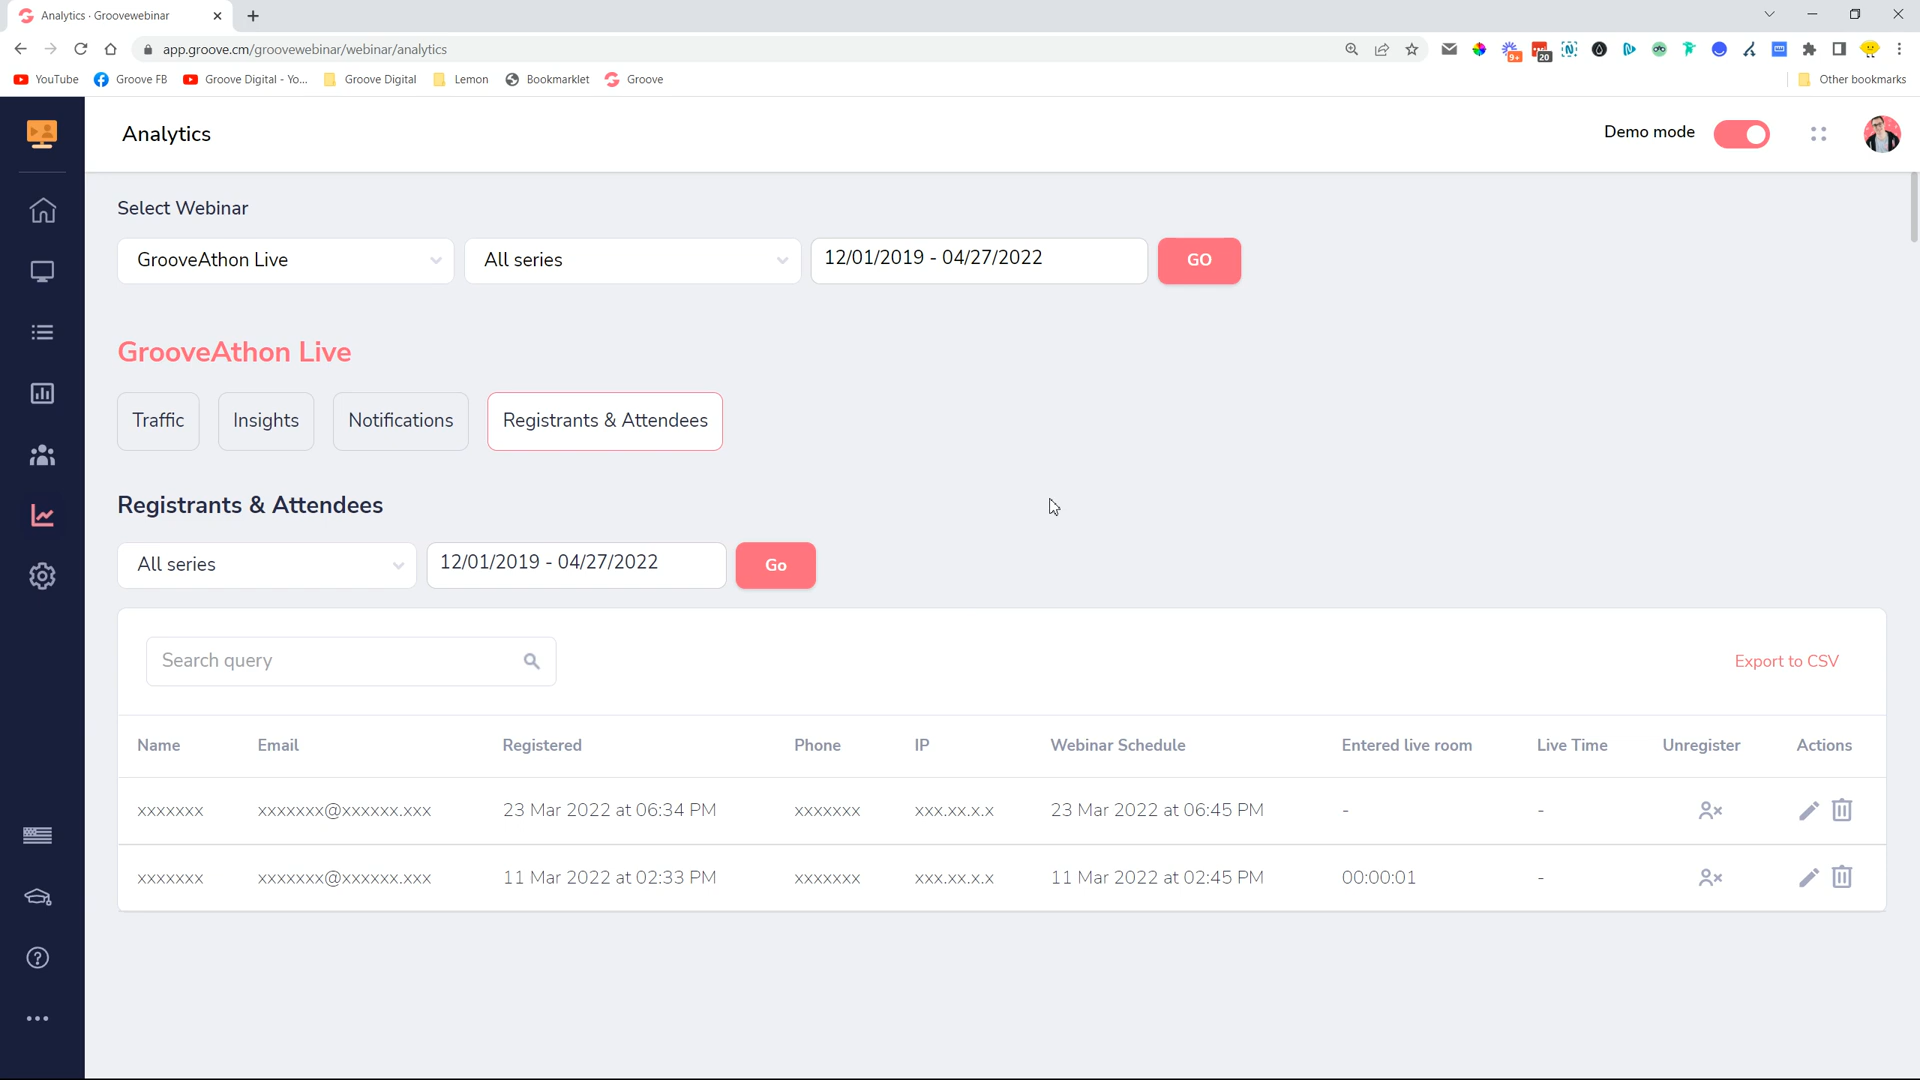 Analytics · Groovewebinar
app.groove.cm/groovewebinar/webinar/analytics
9+
20
YouTube
Groove FB
Groove Digital - Yo...
Groove Digital
Lemon
Bookmarklet
Groove
Other bookmarks
Analytics
Demo mode
Select Webinar
GrooveAthon Live
All series
12/01/2019 - 04/27/2022
GO
GrooveAthon Live
Traffic
Insights
Notifications
Registrants & Attendees
Registrants & Attendees
All series
12/01/2019 - 04/27/2022
Go
Search query
Export to CSV
Name Email Registered Phone IP Webinar Schedule Entered live room Live Time Unregister Actions
xxxxxxx xxxxxxx@xxxxxx.xxx 23 Mar 2022 at 06:34 PM xxxxxxx xxx.xx.x.x 23 Mar 2022 at 06:45 PM - -
xxxxxxx xxxxxxx@xxxxxx.xxx 11 Mar 2022 at 02:33 PM xxxxxxx xxx.xx.x.x 11 Mar 2022 at 02:45 PM 00:00:01 -